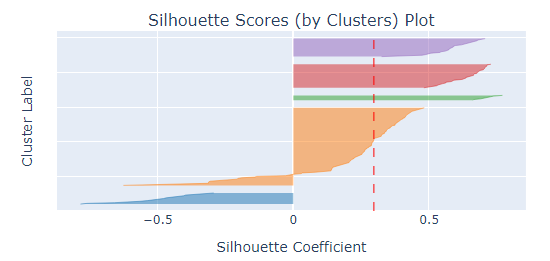 Silhouette Scores (by Clusters) Plot
Cluster Label
−0.5 0 0.5
Silhouette Coefficient